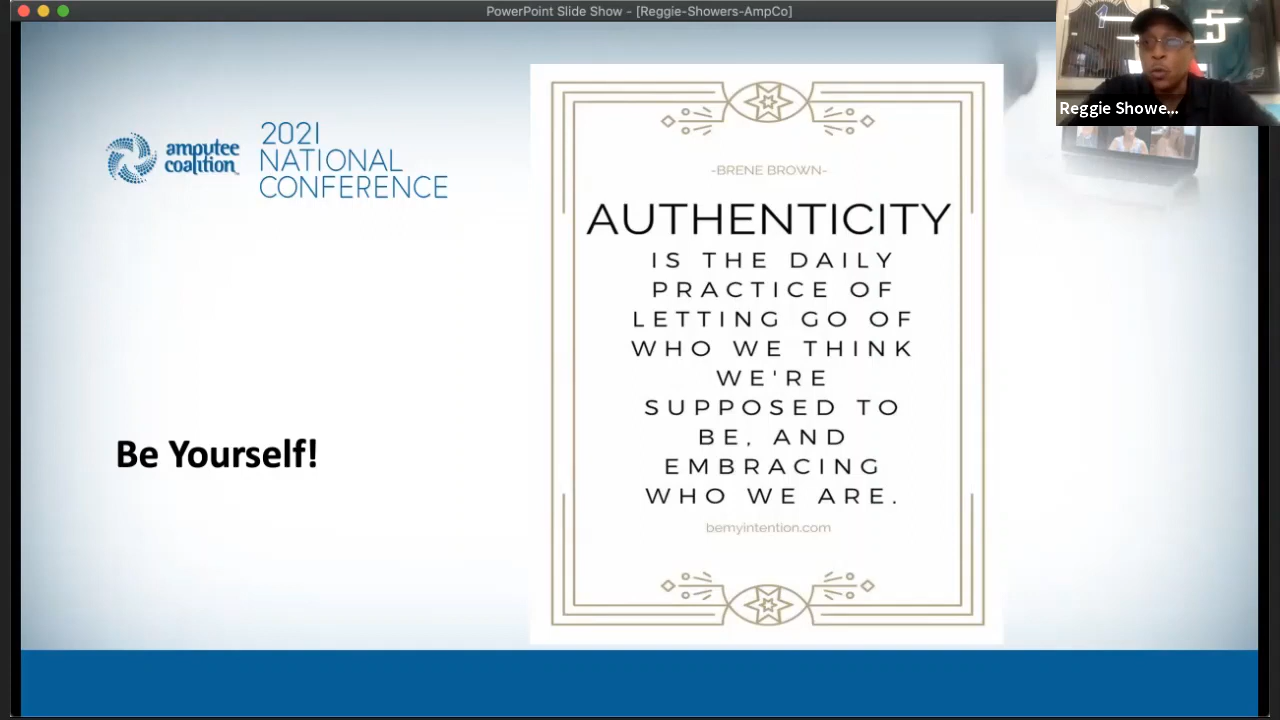 PowerPoint Slide Show - [Reggie-Showers-AmpCo]
5
Reggie Showe...
amputee
coalition
2021
NATIONAL
CONFERENCE
-BRENE BROWN-
AUTHENTICITY
IS THE DAILY
PRACTICE OF
LETTING GO OF
WHO WE THINK
WE'RE
SUPPOSED TO
BE, AND
EMBRACING
WHO WE ARE.
bemyintention.com
Be Yourself!